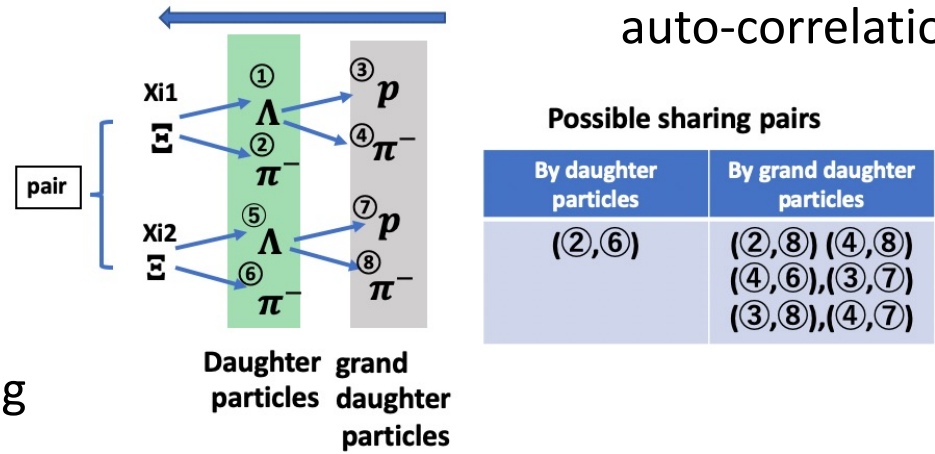 auto-correlatio
Possible sharing pairs
By daughter particles
By grand daughter particles
(②,⑥)
(②,⑧) (④,⑧)
(④,⑥),(③,⑦)
(③,⑧),(④,⑦)
Xi1
Ξ
pair
Xi2
Ξ
①
Λ
②
π⁻
③
p
④
π⁻
⑤
Λ
⑥
π⁻
⑦
p
⑧
π⁻
Daughter
particles
grand
daughter
particles
g